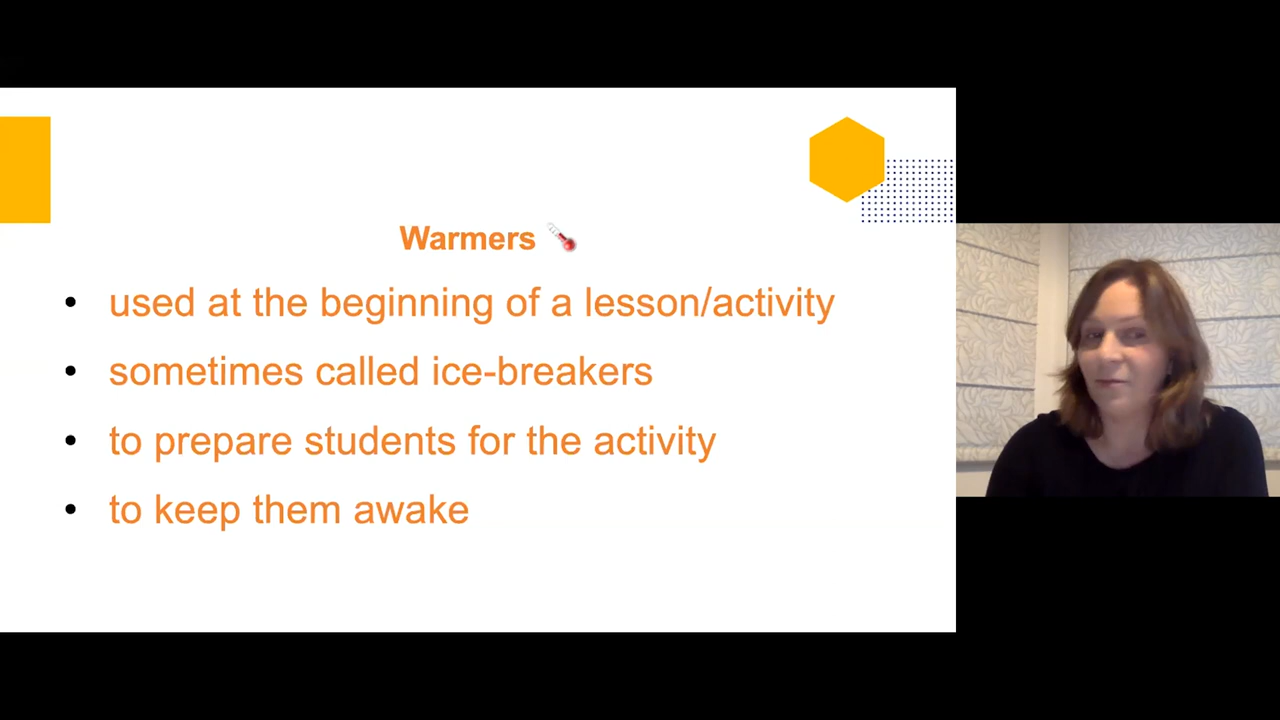 Warmers 🌡️
• used at the beginning of a lesson/activity
• sometimes called ice-breakers
• to prepare students for the activity
• to keep them awake